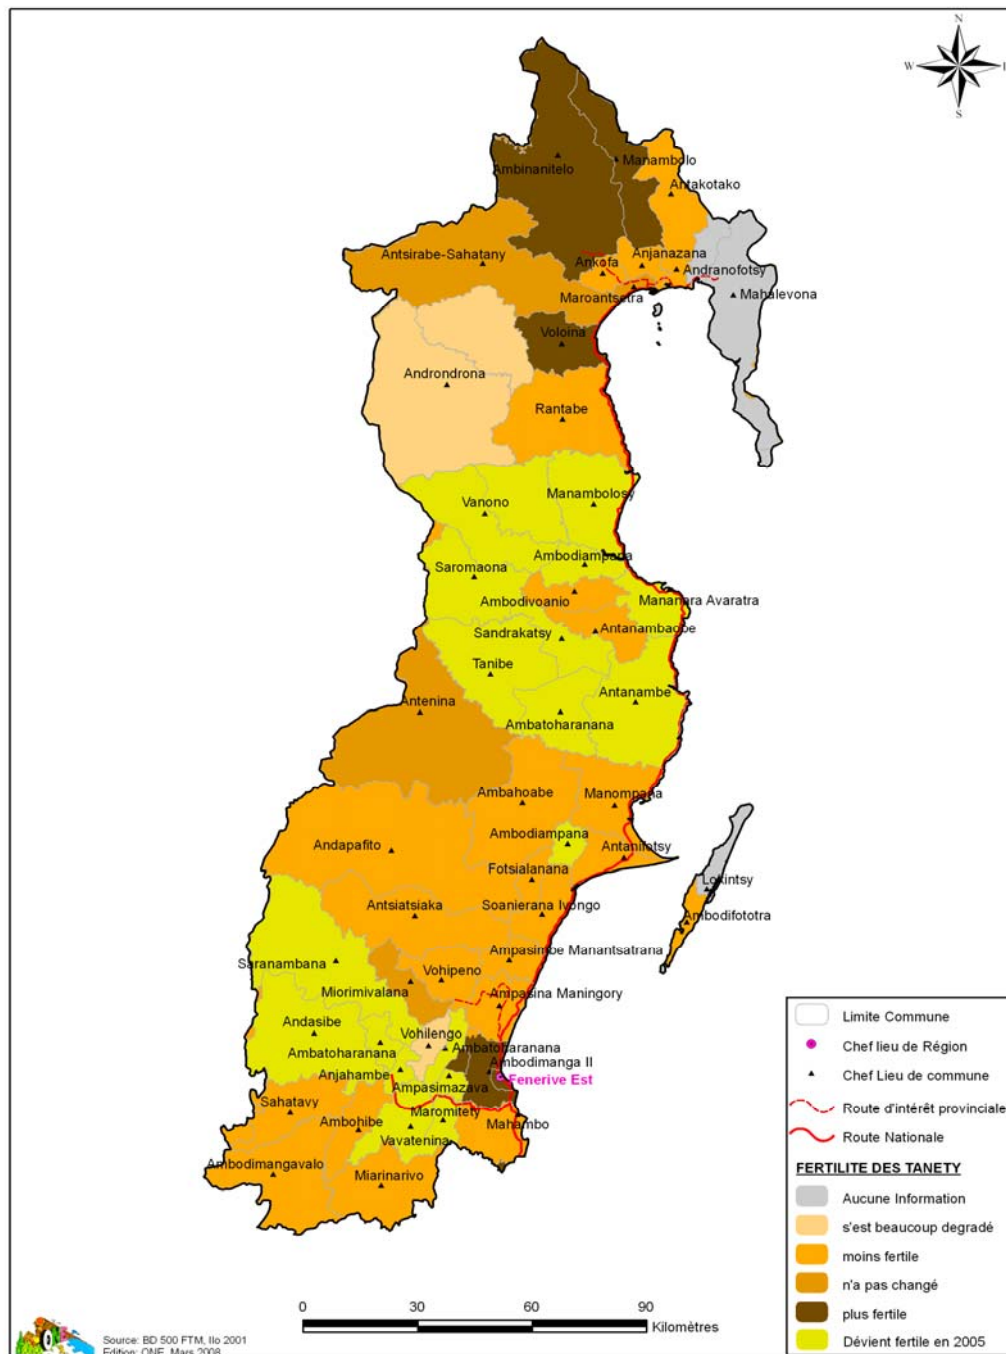 N
W
E
S
Ambinanitelo
Manambolo
Antakotako
Antsirabe-Sahatany
Anjanazana
Ankofa
Andranofotsy
Maroantsetra
Mahalevona
Voloina
Androndrona
Rantabe
Vanono
Manambolosy
Ambodiampana
Saromaona
Ambodivoanio
Mananara Avaratra
Antanambaobe
Sandrakatsy
Tanibe
Antanambe
Antenina
Ambatoharanana
Ambahoabe
Manompana
Ambodiampana
Andapafito
Antanifotsy
Fotsialanana
Lokintsy
Antsiatsiaka
Soanierana Ivongo
Ambodifototra
Ampasimbe Manantsatrana
Saranambana
Vohipeno
Miorimivalana
Ampasina Maningory
Andasibe
Vohilengo
Ambatoharanana
Ambatoharanana
Ambodimanga II
Anjahambe
Fenerive Est
Ampasimazava
Sahatavy
Maromitety
Ambohibe
Mahambo
Vavatenina
Ambodimangavalo
Miarinarivo
Limite Commune
Chef lieu de Région
Chef Lieu de commune
Route d'intérêt provinciale
Route Nationale
FERTILITE DES TANETY
Aucune Information
s'est beaucoup degradé
moins fertile
n'a pas changé
plus fertile
Dévient fertile en 2005
0 30 60 90
Kilomètres
Source: BD 500 FTM, Ilo 2001
Edition: ONE, Mars 2008